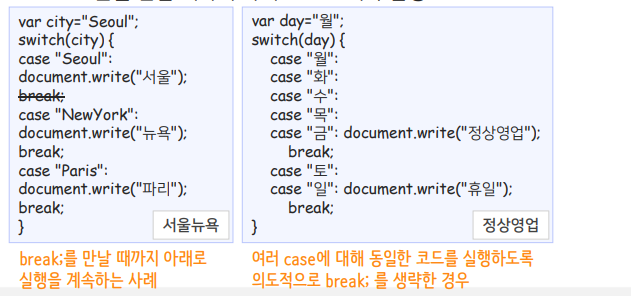 var city="Seoul";
switch(city) {
case "Seoul":
document.write("서울");
break;
case "NewYork":
document.write("뉴욕");
break;
case "Paris":
document.write("파리");
break;
}
서울뉴욕
break;를 만날 때까지 아래로
실행을 계속하는 사례
var day="월";
switch(day) {
case "월":
case "화":
case "수":
case "목":
case "금": document.write("정상영업");
break;
case "토":
case "일": document.write("휴일");
break;
}
정상영업
여러 case에 대해 동일한 코드를 실행하도록
의도적으로 break; 를 생략한 경우